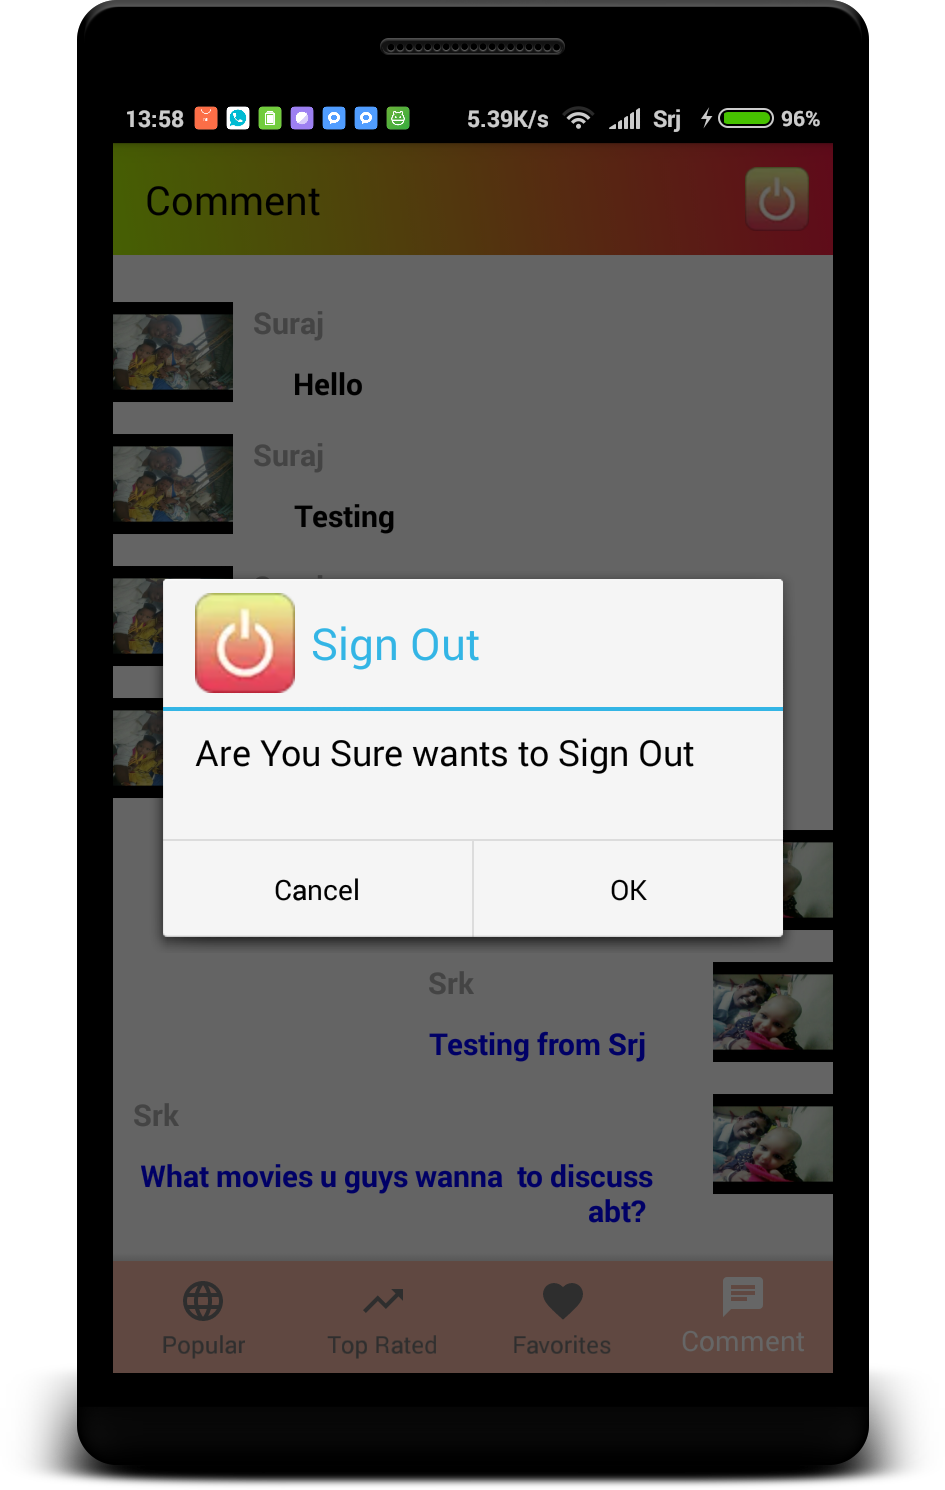 13:58 5.39K/s Srj 96%
Comment
Suraj
Hello
Suraj
Testing
Sign Out
Are You Sure wants to Sign Out
Cancel OK
Srk
Testing from Srj
Srk
What movies u guys wanna to discuss
abt?
Popular Top Rated Favorites Comment